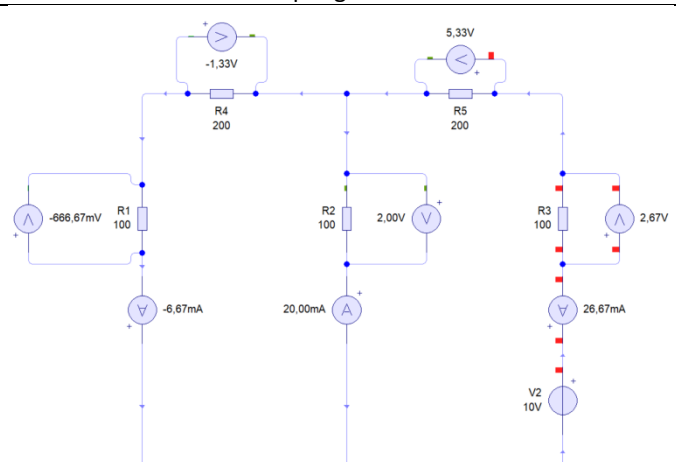 +
-1,33V
R4
200
5,33V
+
R5
200
-666,67mV
+
R1
100
R2
100
2,00V
+
V
R3
100
2,67V
+
-6,67mA
+
20,00mA
+
A
26,67mA
+
V2
10V
+